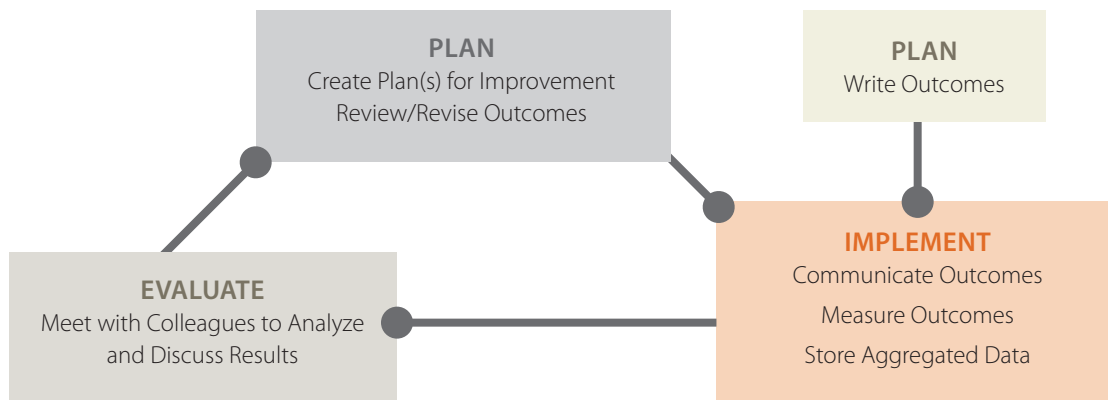 PLAN
Create Plan(s) for Improvement
Review/Revise Outcomes
PLAN
Write Outcomes
IMPLEMENT
Communicate Outcomes
Measure Outcomes
Store Aggregated Data
EVALUATE
Meet with Colleagues to Analyze
and Discuss Results